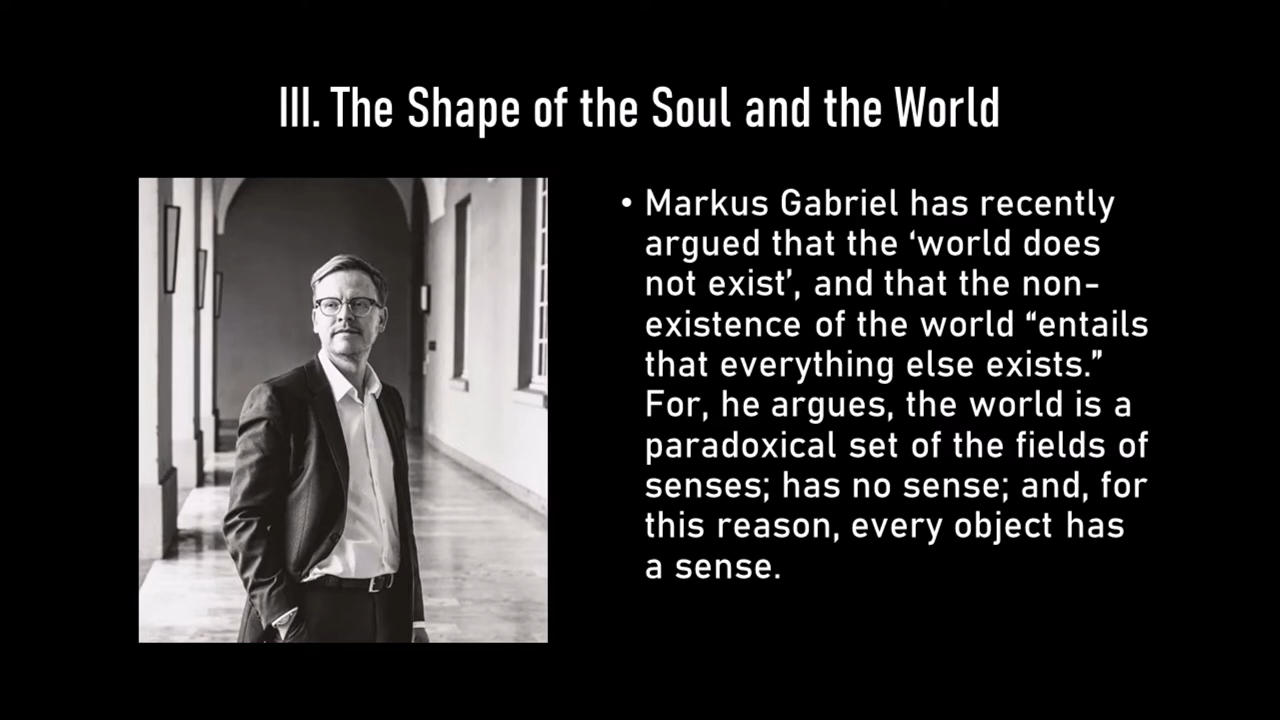 III. The Shape of the Soul and the World
• Markus Gabriel has recently
argued that the ‘world does
not exist’, and that the non-
existence of the world “entails
that everything else exists.”
For, he argues, the world is a
paradoxical set of the fields of
senses; has no sense; and, for
this reason, every object has
a sense.